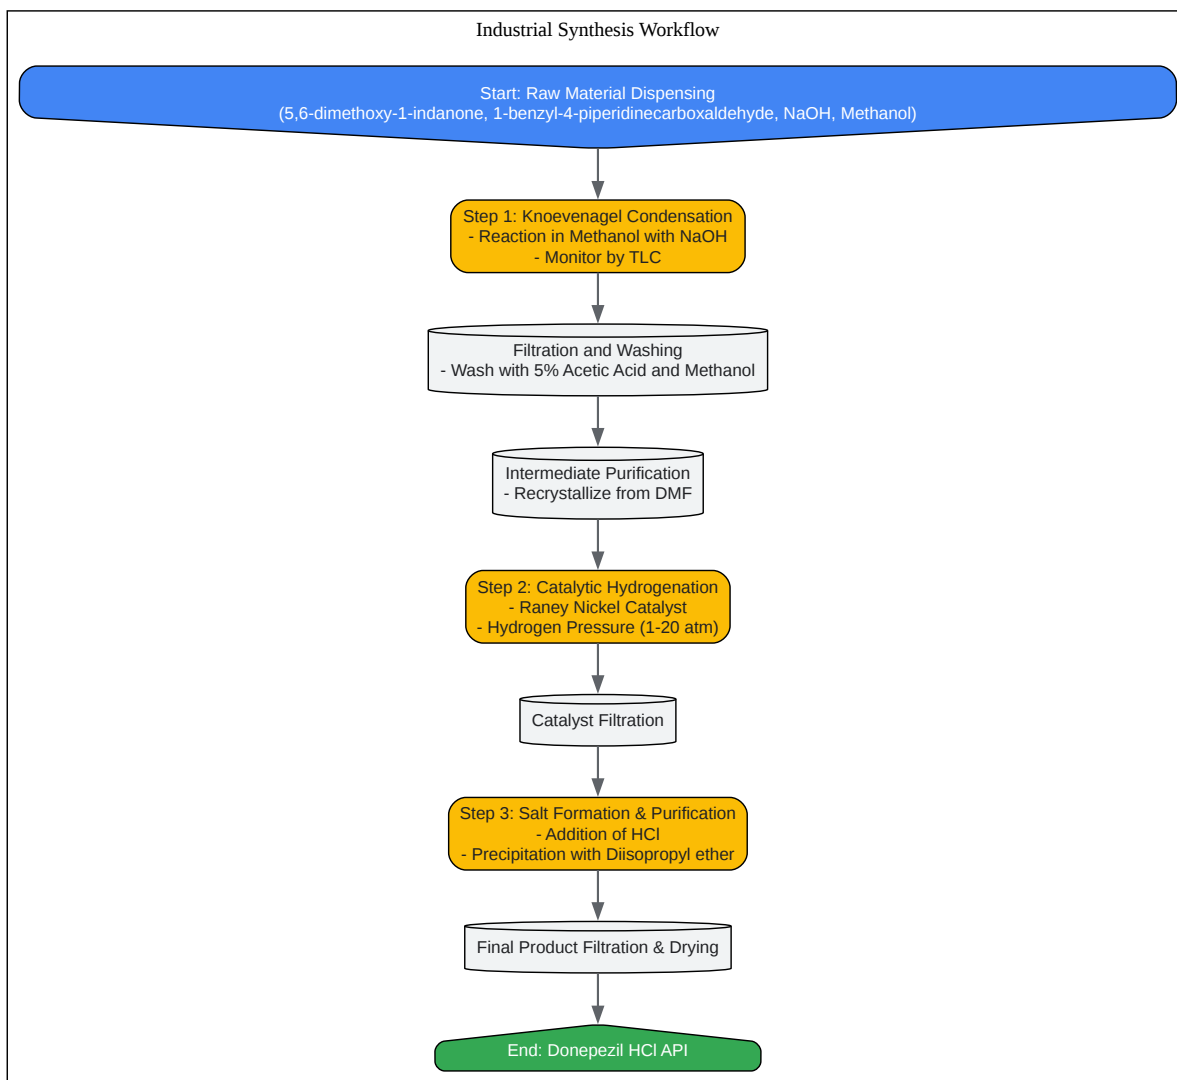 Industrial Synthesis Workflow
Start: Raw Material Dispensing
(5,6-dimethoxy-1-indanone, 1-benzyl-4-piperidinecarboxaldehyde, NaOH, Methanol)
Step 1: Knoevenagel Condensation
- Reaction in Methanol with NaOH
- Monitor by TLC
Filtration and Washing
- Wash with 5% Acetic Acid and Methanol
Intermediate Purification
- Recrystallize from DMF
Step 2: Catalytic Hydrogenation
- Raney Nickel Catalyst
- Hydrogen Pressure (1-20 atm)
Catalyst Filtration
Step 3: Salt Formation & Purification
- Addition of HCl
- Precipitation with Diisopropyl ether
Final Product Filtration & Drying
End: Donepezil HCl API